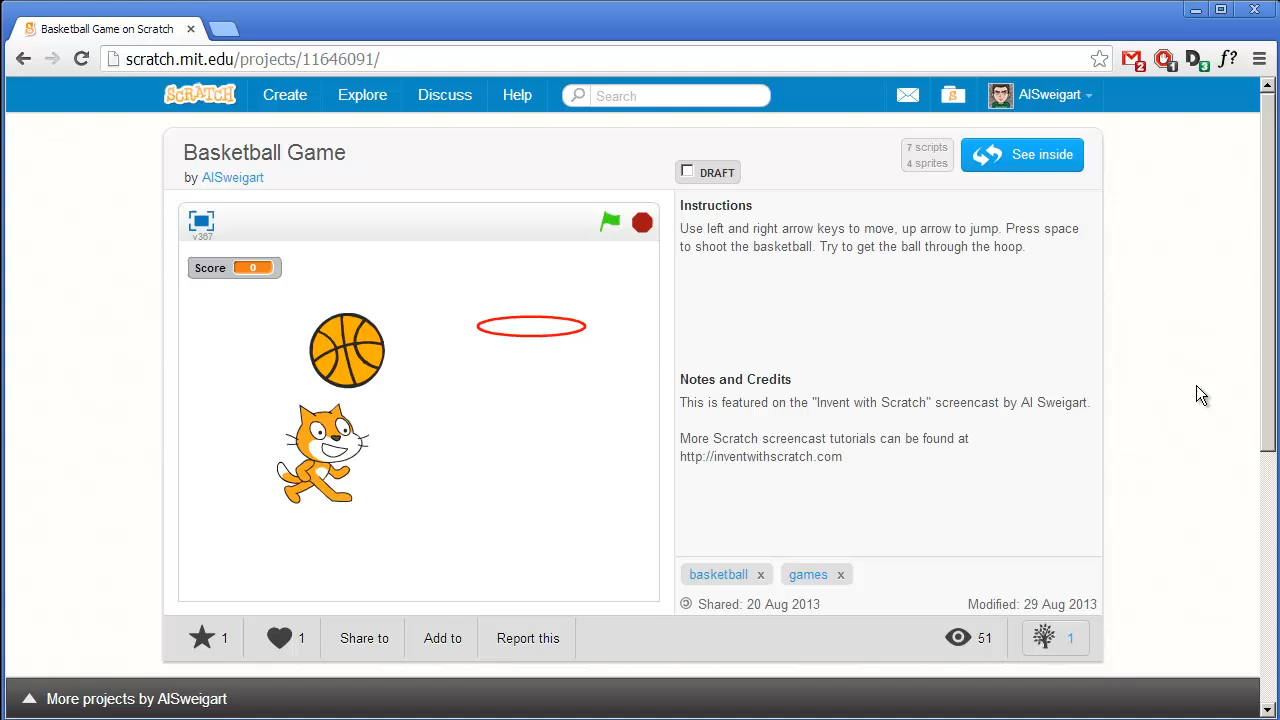 Basketball Game on Scratch
scratch.mit.edu/projects/11646091/
2 1 D 3 f?
SCRATCH Create Explore Discuss Help Search AlSweigart
Basketball Game
by AlSweigart
DRAFT
7 scripts
4 sprites
See inside
v367
Score 0
Instructions
Use left and right arrow keys to move, up arrow to jump. Press space
to shoot the basketball. Try to get the ball through the hoop.
Notes and Credits
This is featured on the "Invent with Scratch" screencast by Al Sweigart.
More Scratch screencast tutorials can be found at
http://inventwithscratch.com
basketball x games x
Shared: 20 Aug 2013 Modified: 29 Aug 2013
1 1 Share to Add to Report this 51 1
More projects by AlSweigart